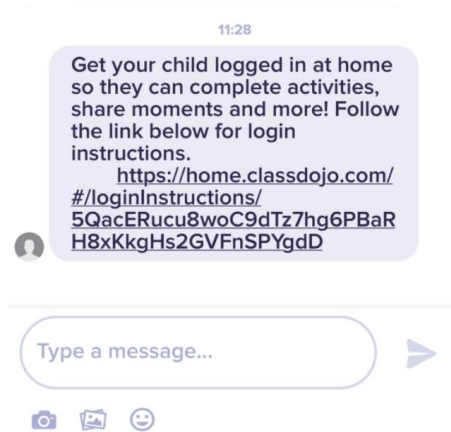 11:28
Get your child logged in at home
so they can complete activities,
share moments and more! Follow
the link below for login
instructions.
https://home.classdojo.com/
#/loginInstructions/
5QacERucu8woC9dTz7hg6PBaR
H8xKkgHs2GVFnSPYgdD
Type a message...